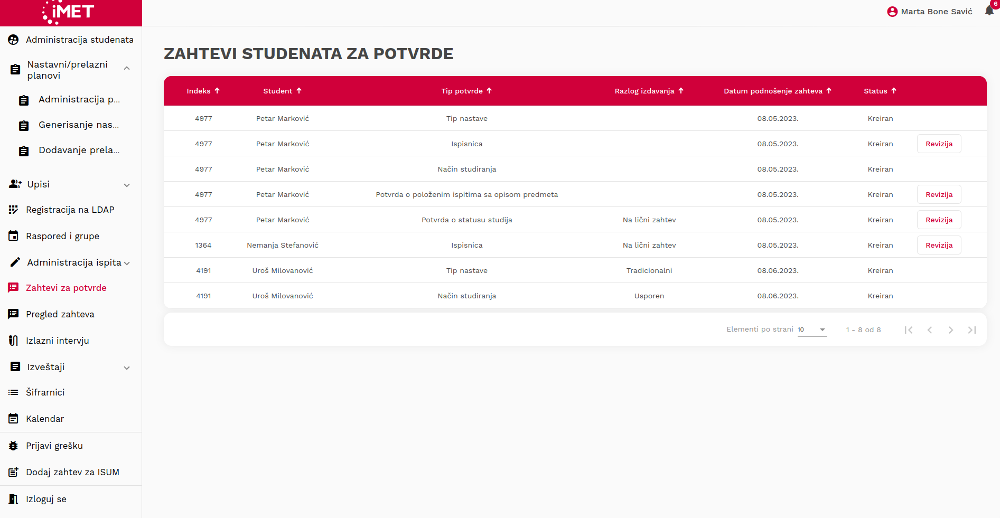 iMET
Marta Bone Savić
6
Administracija studenata
Nastavni/prelazni
planovi
Administracija p...
Generisanje nas...
Dodavanje prela...
Upisi
Registracija na LDAP
Raspored i grupe
Administracija ispita
Zahtevi za potvrde
Pregled zahteva
Izlazni intervju
Izveštaji
Šifrarnici
Kalendar
Prijavi grešku
Dodaj zahtev za ISUM
Izloguj se
ZAHTEVI STUDENATA ZA POTVRDE
Indeks Student Tip potvrde Razlog izdavanja Datum podnošenje zahteva Status
4977 Petar Marković Tip nastave 08.05.2023. Kreiran
4977 Petar Marković Ispisnica 08.05.2023. Kreiran Revizija
4977 Petar Marković Način studiranja 08.05.2023. Kreiran
4977 Petar Marković Potvrda o položenim ispitima sa opisom predmeta 08.05.2023. Kreiran Revizija
4977 Petar Marković Potvrda o statusu studija Na lični zahtev 08.05.2023. Kreiran Revizija
1364 Nemanja Stefanović Ispisnica Na lični zahtev 08.05.2023. Kreiran Revizija
4191 Uroš Milovanović Tip nastave Tradicionalni 08.06.2023. Kreiran
4191 Uroš Milovanović Način studiranja Usporen 08.06.2023. Kreiran
Elementi po strani 10 1 - 8 od 8